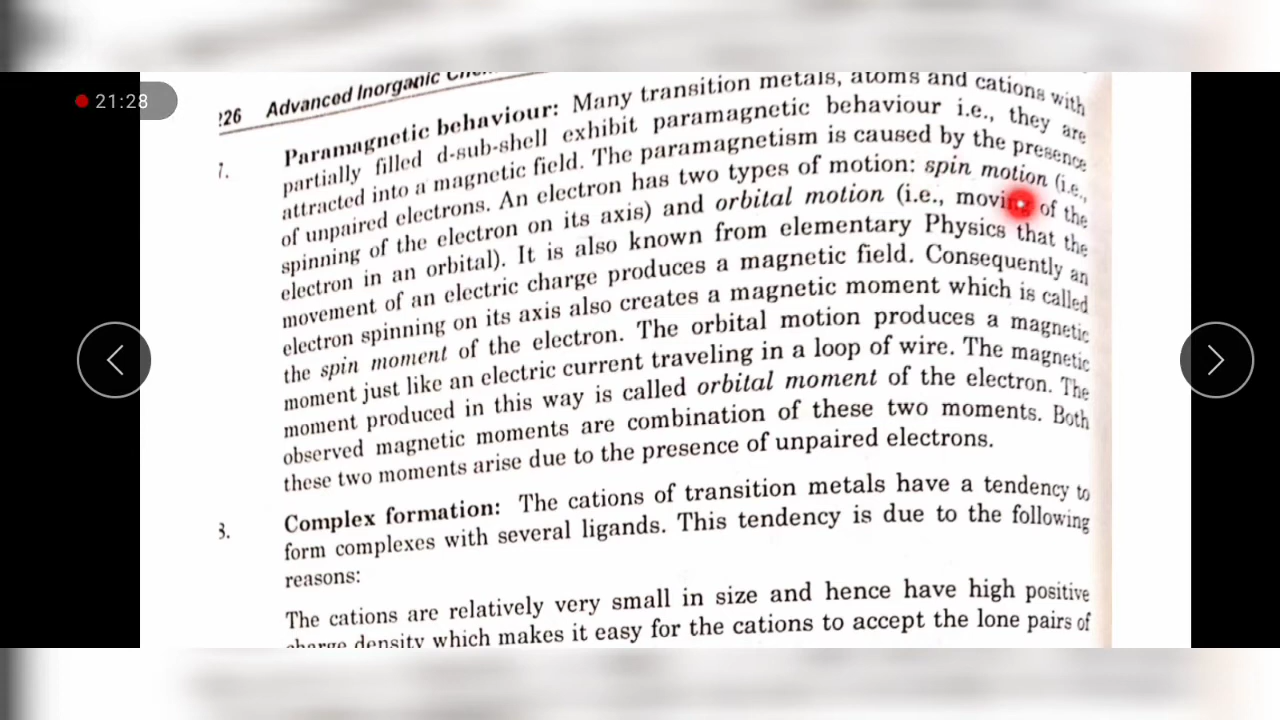 21:28
226 Advanced Inorganic
7. Paramagnetic behaviour: Many transition metals, atoms and cations with
partially filled d-sub-shell exhibit paramagnetic behaviour i.e., they are
attracted into a magnetic field. The paramagnetism is caused by the presence
of unpaired electrons. An electron has two types of motion: spin motion (i.e.,
spinning of the electron on its axis) and orbital motion (i.e., moving of the
electron in an orbital). It is also known from elementary Physics that the
movement of an electric charge produces a magnetic field. Consequently an
electron spinning on its axis also creates a magnetic moment which is called
the spin moment of the electron. The orbital motion produces a magnetic
moment just like an electric current traveling in a loop of wire. The magnetic
moment produced in this way is called orbital moment of the electron. The
observed magnetic moments are combination of these two moments. Both
these two moments arise due to the presence of unpaired electrons.
8. Complex formation: The cations of transition metals have a tendency to
form complexes with several ligands. This tendency is due to the following
reasons:
The cations are relatively very small in size and hence have high positive
charge density which makes it easy for the cations to accept the lone pairs of